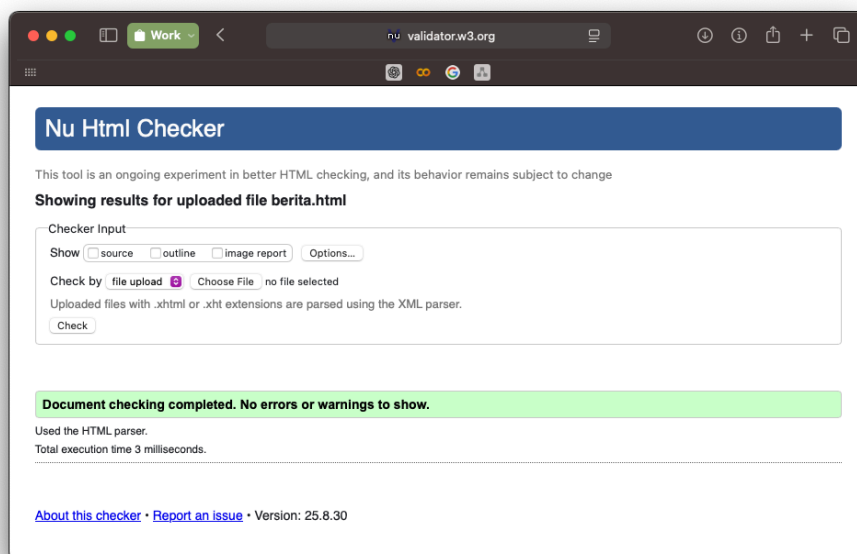 Work
nu validator.w3.org
Nu Html Checker
This tool is an ongoing experiment in better HTML checking, and its behavior remains subject to change
Showing results for uploaded file berita.html
Checker Input
Show source outline image report Options...
Check by file upload Choose File no file selected
Uploaded files with .xhtml or .xht extensions are parsed using the XML parser.
Check
Document checking completed. No errors or warnings to show.
Used the HTML parser.
Total execution time 3 milliseconds.
About this checker • Report an issue • Version: 25.8.30